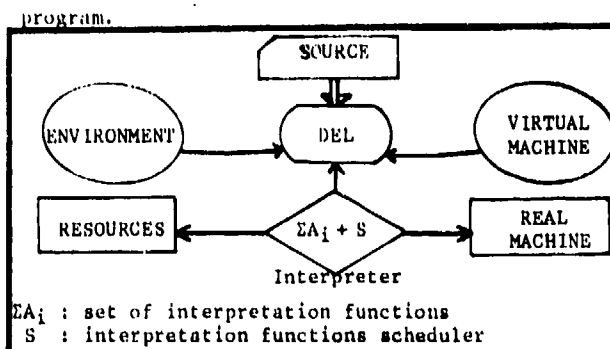 program.
SOURCE
ENVIRONMENT
DEL
VIRTUAL
MACHINE
RESOURCES
ΣAi + S
REAL
MACHINE
Interpreter
ΣAi : set of interpretation functions
S : interpretation functions scheduler